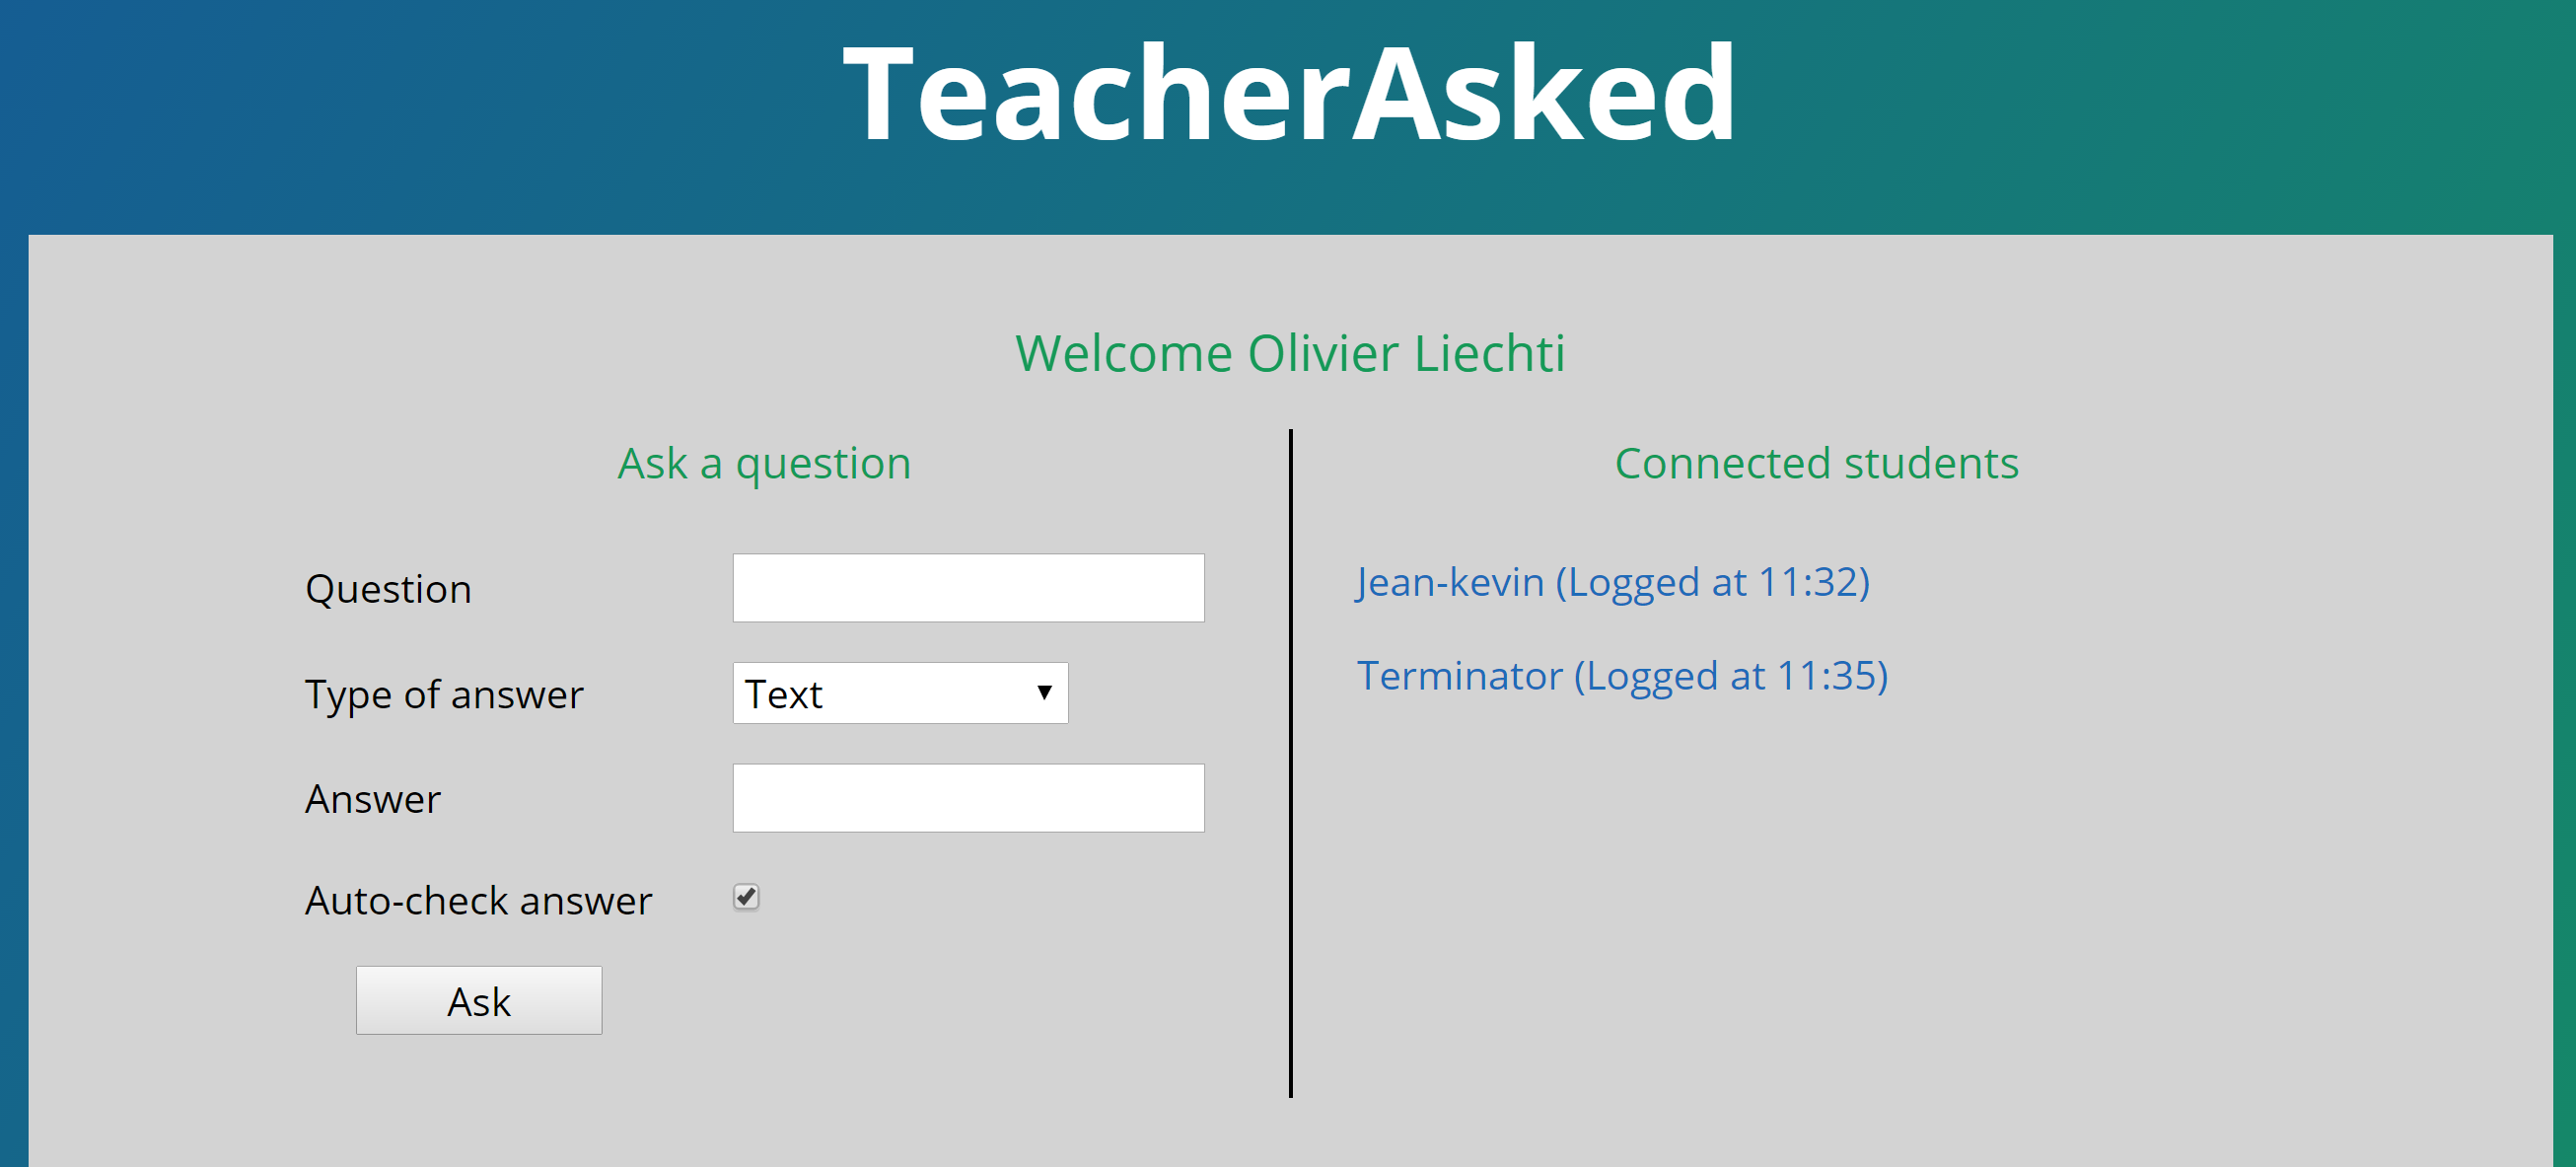 TeacherAsked
Welcome Olivier Liechti
Ask a question
Question
Type of answer
Text
Answer
Auto-check answer
Ask
Connected students
Jean-kevin (Logged at 11:32)
Terminator (Logged at 11:35)